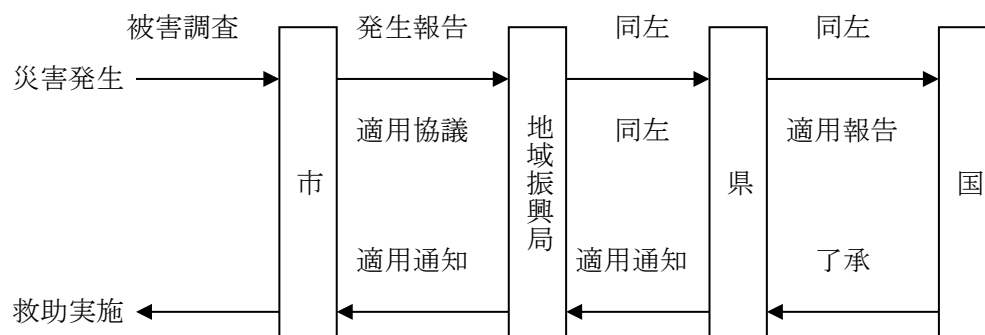 被害調査 発生報告 同左 同左
災害発生
適用協議 同左 適用報告
市 地域振興局 県 国
適用通知 適用通知 了承
救助実施